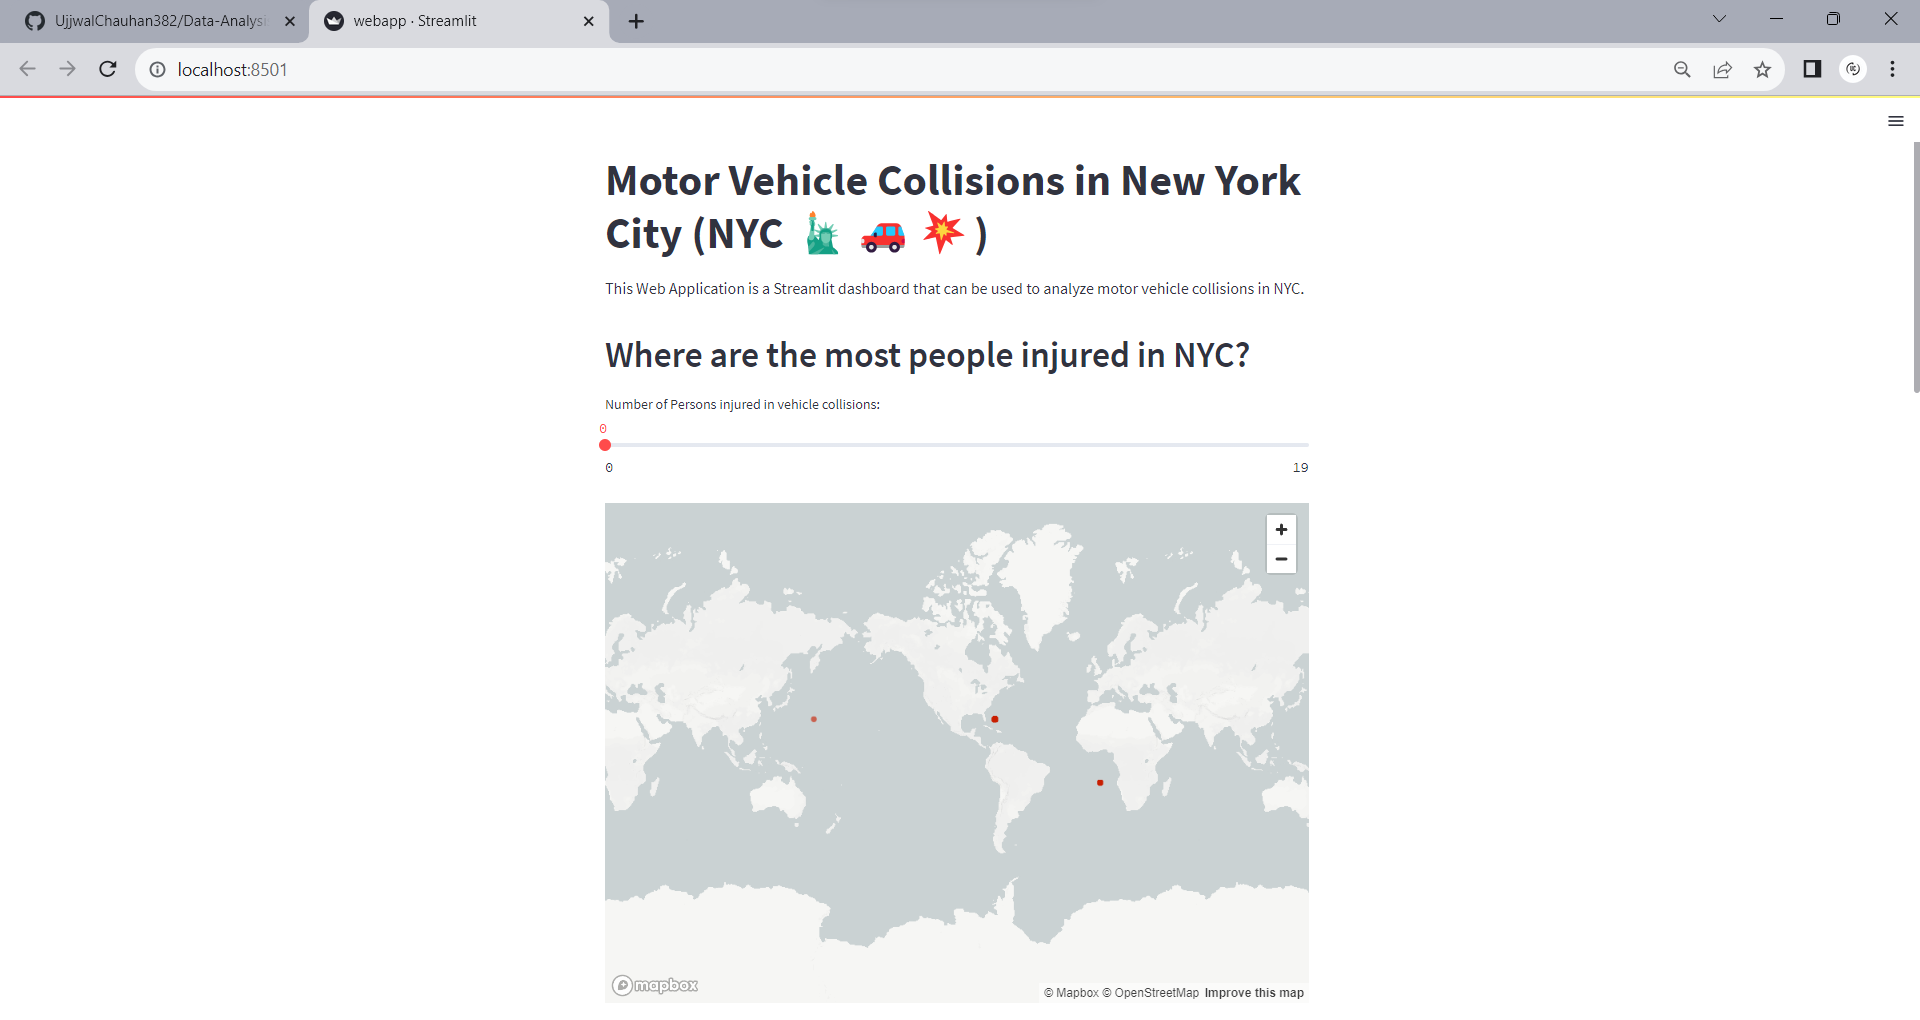 UjjwalChauhan382/Data-Analysi
webapp · Streamlit
localhost:8501
Motor Vehicle Collisions in New York
City (NYC 🗽 🚗 💥 )
This Web Application is a Streamlit dashboard that can be used to analyze motor vehicle collisions in NYC.
Where are the most people injured in NYC?
Number of Persons injured in vehicle collisions:
0
0 19
+
−
mapbox
© Mapbox © OpenStreetMap Improve this map